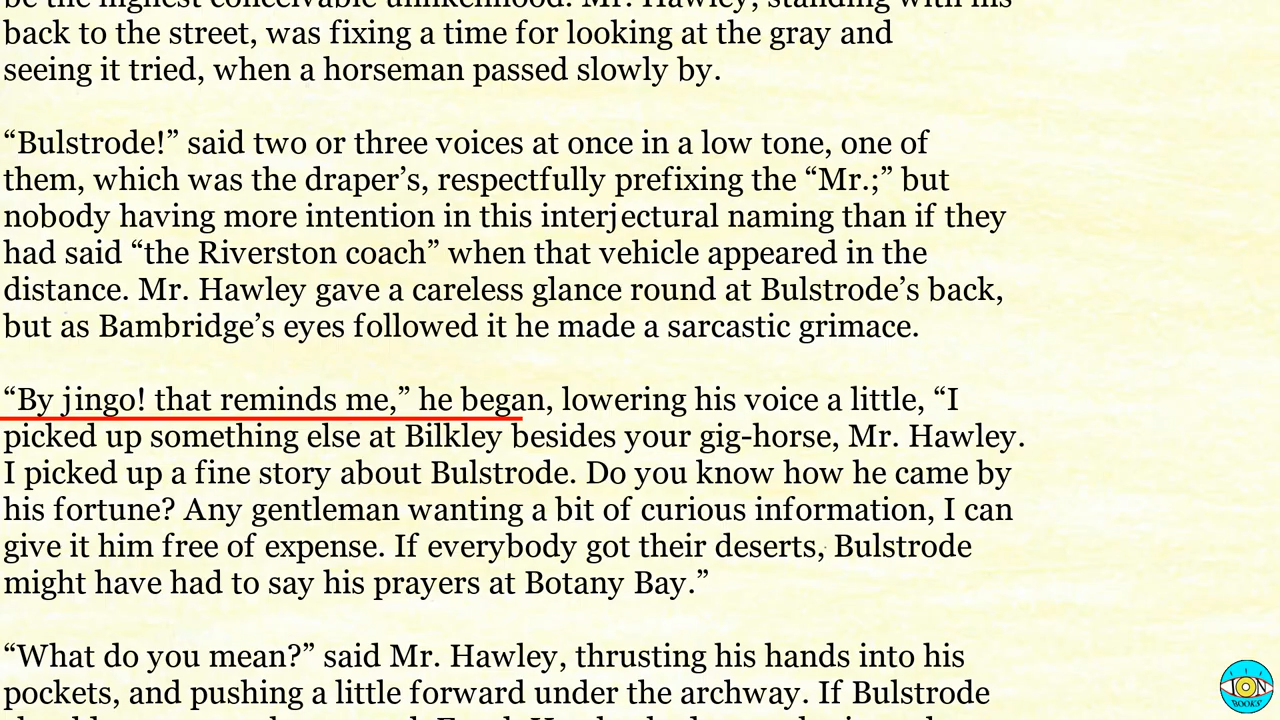 back to the street, was fixing a time for looking at the gray and
seeing it tried, when a horseman passed slowly by.
“Bulstrode!” said two or three voices at once in a low tone, one of
them, which was the draper’s, respectfully prefixing the “Mr.;” but
nobody having more intention in this interjectural naming than if they
had said “the Riverston coach” when that vehicle appeared in the
distance. Mr. Hawley gave a careless glance round at Bulstrode’s back,
but as Bambridge’s eyes followed it he made a sarcastic grimace.
“By jingo! that reminds me,” he began, lowering his voice a little, “I
picked up something else at Bilkley besides your gig-horse, Mr. Hawley.
I picked up a fine story about Bulstrode. Do you know how he came by
his fortune? Any gentleman wanting a bit of curious information, I can
give it him free of expense. If everybody got their deserts, Bulstrode
might have had to say his prayers at Botany Bay.”
“What do you mean?” said Mr. Hawley, thrusting his hands into his
pockets, and pushing a little forward under the archway. If Bulstrode
ION
BOOKS